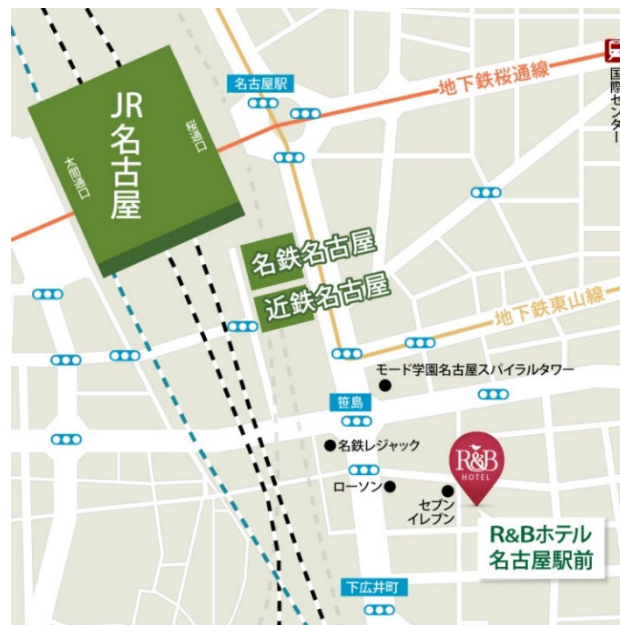 名古屋駅
地下鉄桜通線
国際センター
JR名古屋
桜通口
太閤通口
名鉄名古屋
近鉄名古屋
地下鉄東山線
モード学園名古屋スパイラルタワー
笹島
名鉄レジャック
R&B
HOTEL
ローソン
セブン
イレブン
R&Bホテル
名古屋駅前
下広井町